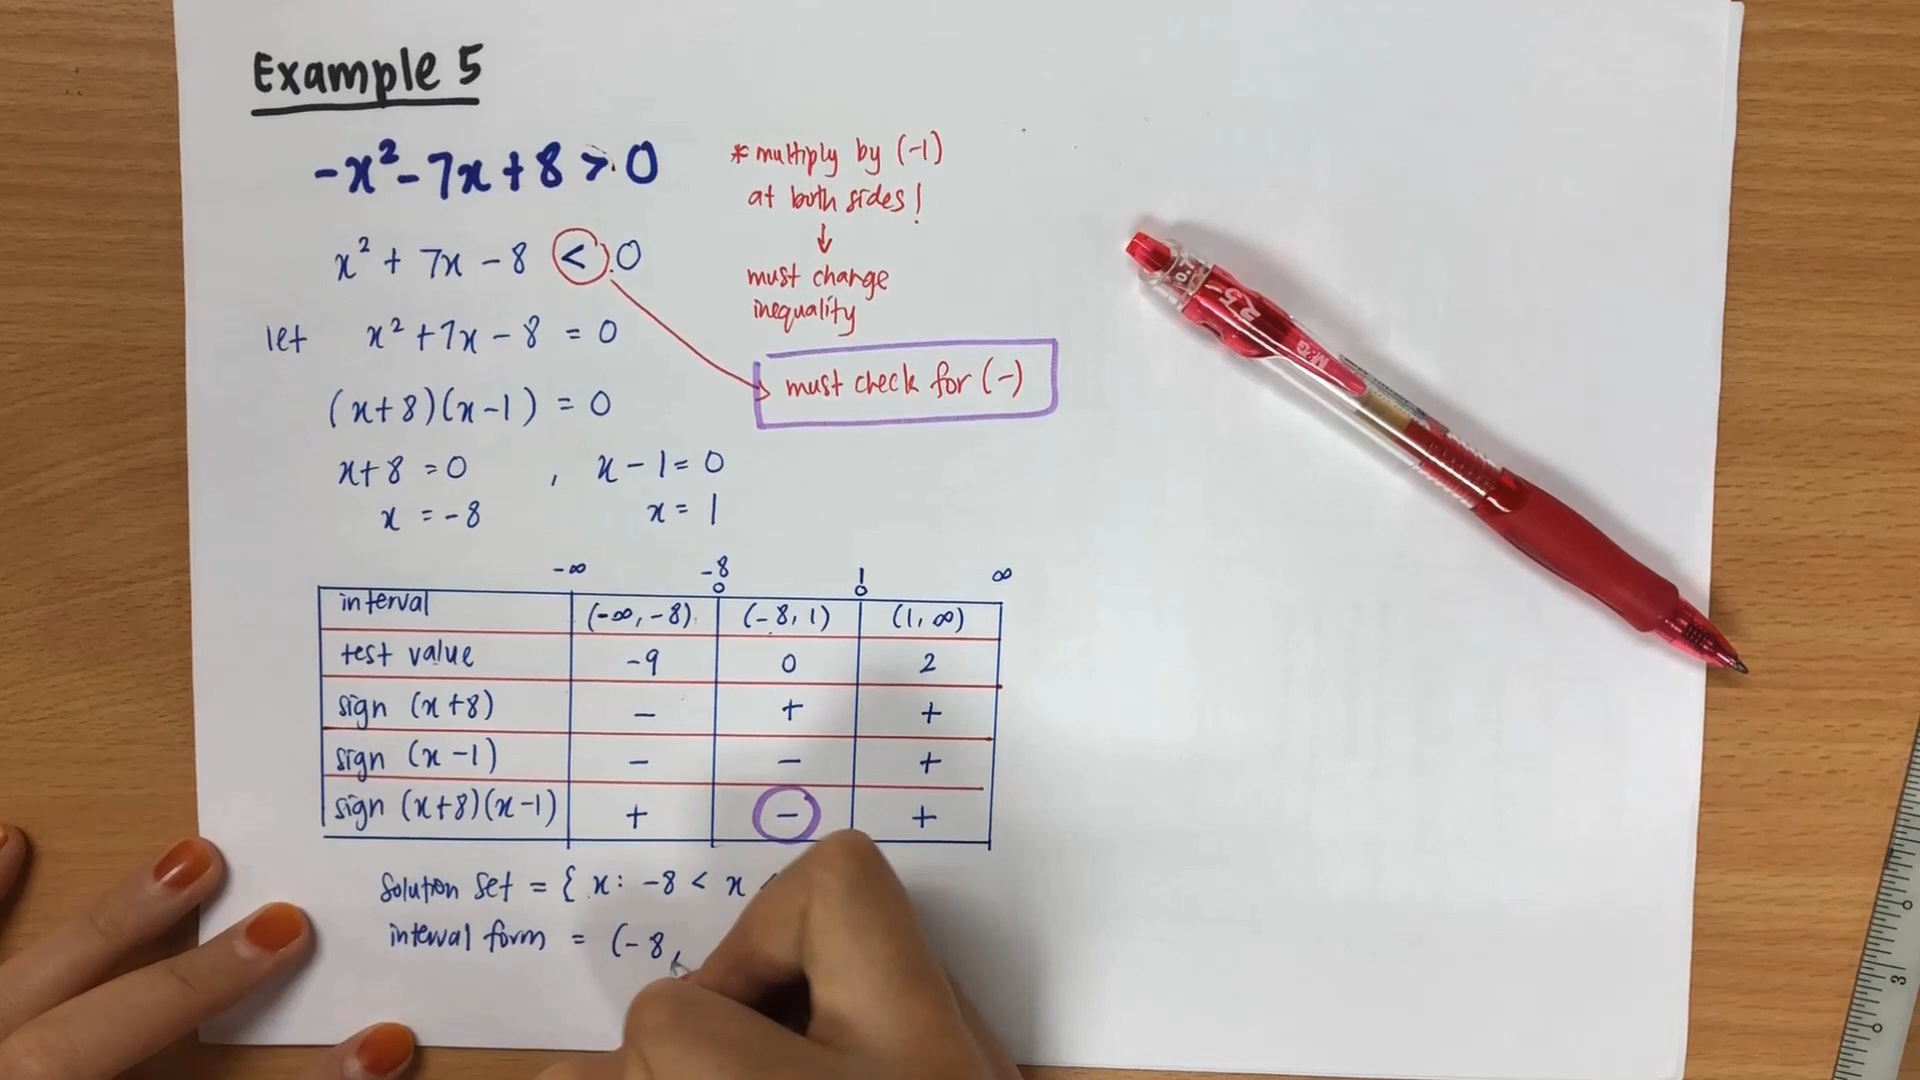 Example 5
-x² - 7x + 8 > 0
* multiply by (-1)
at both sides!
↓
must change
inequality
x² + 7x - 8 < 0
must check for (-)
let x² + 7x - 8 = 0
(x+8)(x-1) = 0
x+8 = 0 , x - 1 = 0
x = -8 x = 1
-∞ -8 1 ∞
interval (-∞, -8) (-8, 1) (1, ∞)
test value -9 0 2
sign (x+8) - + +
sign (x-1) - - +
sign (x+8)(x-1) + - +
Solution set = { x: -8 < x <
interval form = (-8,
M&G
3